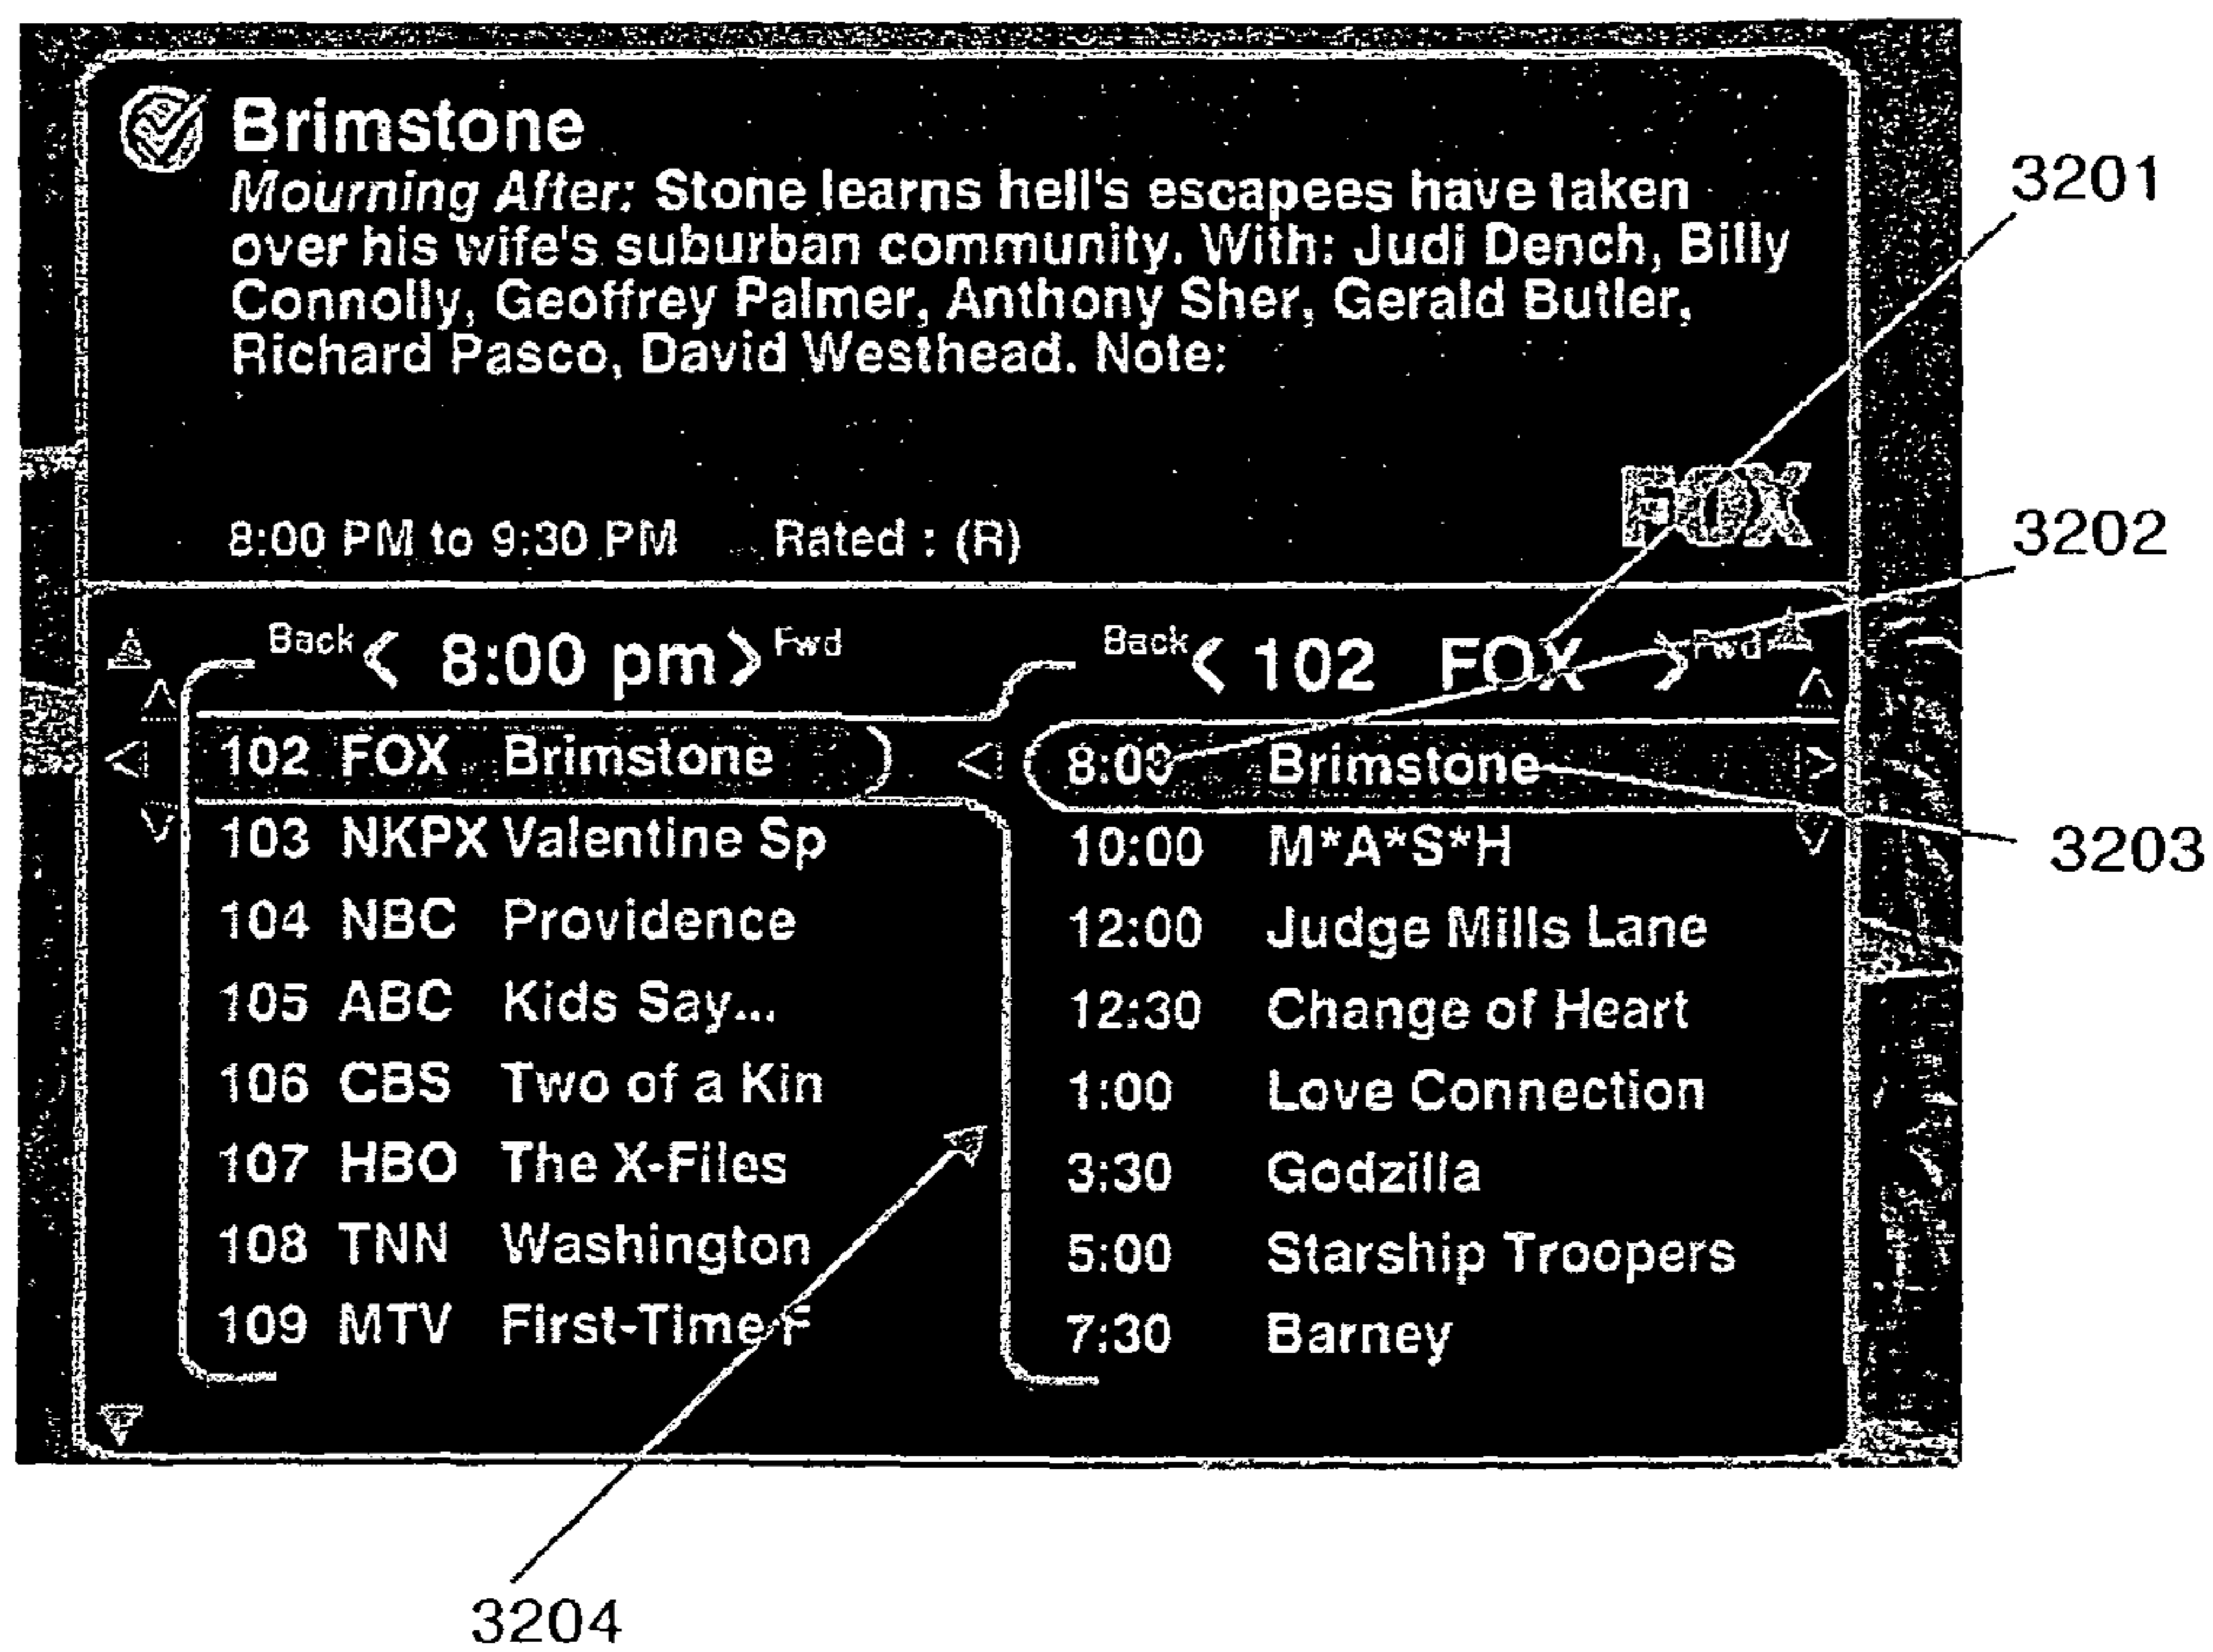 Brimstone
Mourning After: Stone learns hell's escapees have taken
over his wife's suburban community. With: Judi Dench, Billy
Connolly, Geoffrey Palmer, Anthony Sher, Gerald Butler,
Richard Pasco, David Westhead. Note:
FOX
8:00 PM to 9:30 PM Rated : (R)
Back < 8:00 pm > Fwd
102 FOX Brimstone
103 NKPX Valentine Sp
104 NBC Providence
105 ABC Kids Say...
106 CBS Two of a Kin
107 HBO The X-Files
108 TNN Washington
109 MTV First-Time F
Back < 102 FOX > Fwd
8:00 Brimstone
10:00 M*A*S*H
12:00 Judge Mills Lane
12:30 Change of Heart
1:00 Love Connection
3:30 Godzilla
5:00 Starship Troopers
7:30 Barney
3201
3202
3203
3204